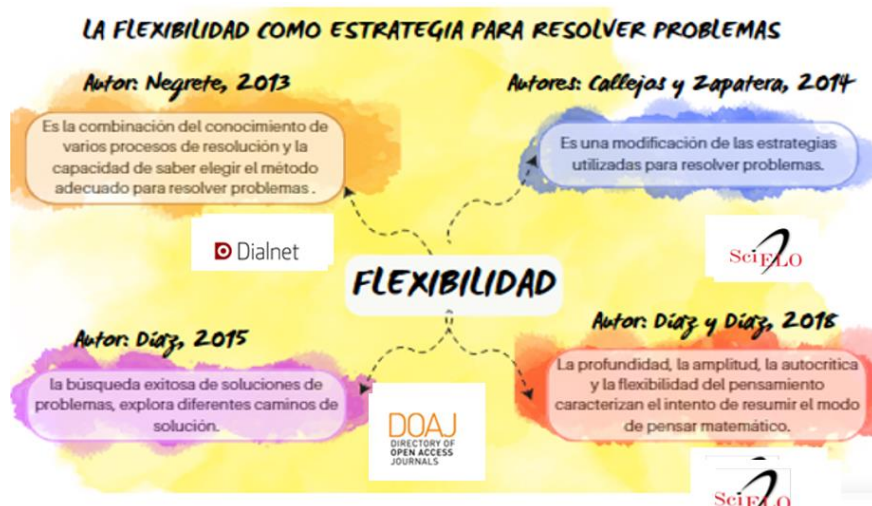 LA FLEXIBILIDAD COMO ESTRATEGIA PARA RESOLVER PROBLEMAS
Autor: Negrete, 2013
Es la combinación del conocimiento de
varios procesos de resolución y la
capacidad de saber elegir el método
adecuado para resolver problemas .
Dialnet
Autores: Callejos y Zapatera, 2014
Es una modificación de las estrategias
utilizadas para resolver problemas.
SciELO
FLEXIBILIDAD
Autor: Díaz, 2015
la búsqueda exitosa de soluciones de
problemas, explora diferentes caminos de
solución.
DOAJ
DIRECTORY OF
OPEN ACCESS
JOURNALS
Autor: Díaz y Díaz, 2018
La profundidad, la amplitud, la autocritica
y la flexibilidad del pensamiento
caracterizan el intento de resumir el modo
de pensar matemático.
SciELO